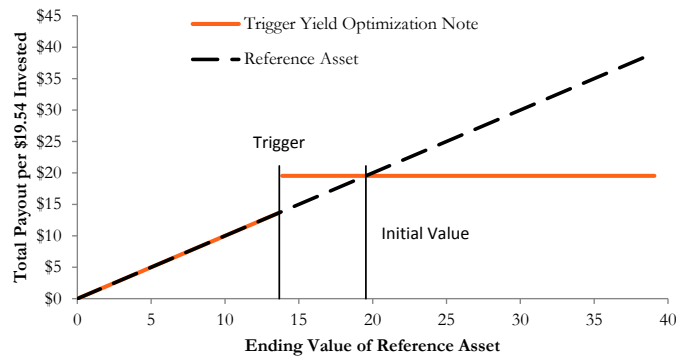 Trigger Yield Optimization Note
Reference Asset
Total Payout per $19.54 Invested
$45
$40
$35
$30
$25
$20
$15
$10
$5
$0
Trigger
Initial Value
0 5 10 15 20 25 30 35 40
Ending Value of Reference Asset